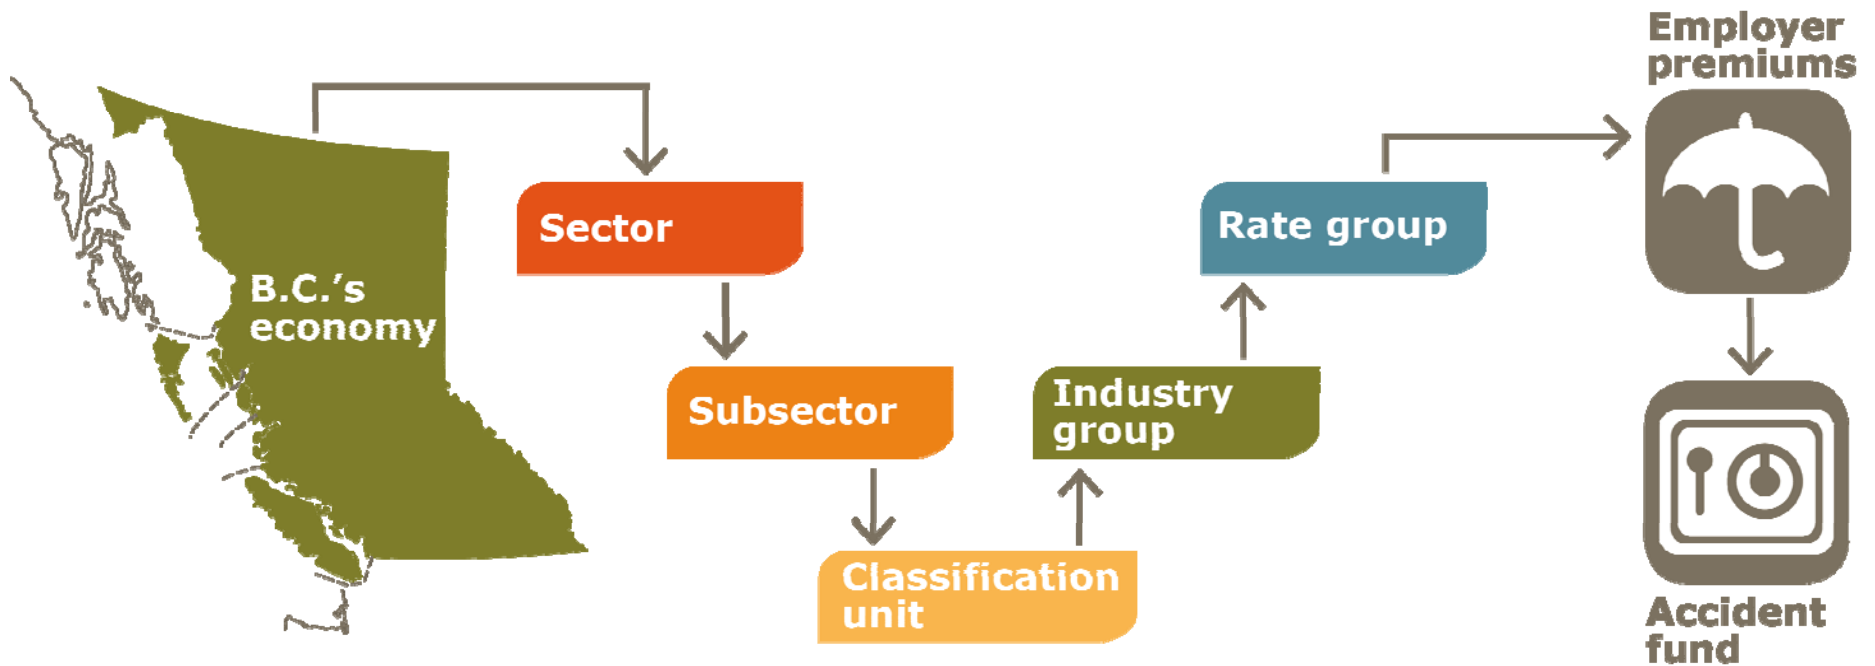 B.C.'s
economy
Sector
Subsector
Classification
unit
Industry
group
Rate group
Employer
premiums
Accident
fund